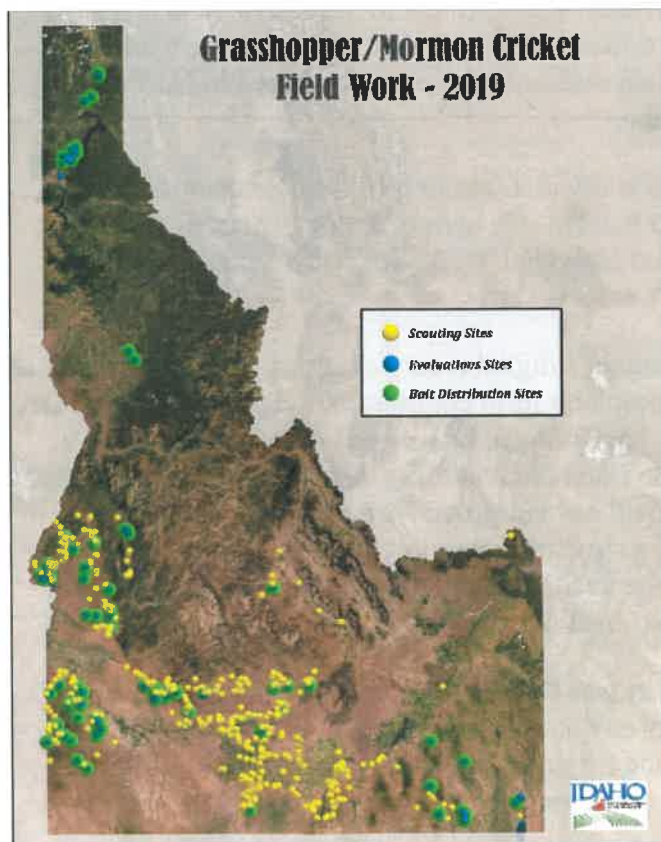 Grasshopper/Mormon Cricket
Field Work - 2019
Scouting Sites
Evaluations Sites
Bait Distribution Sites
IDAHO